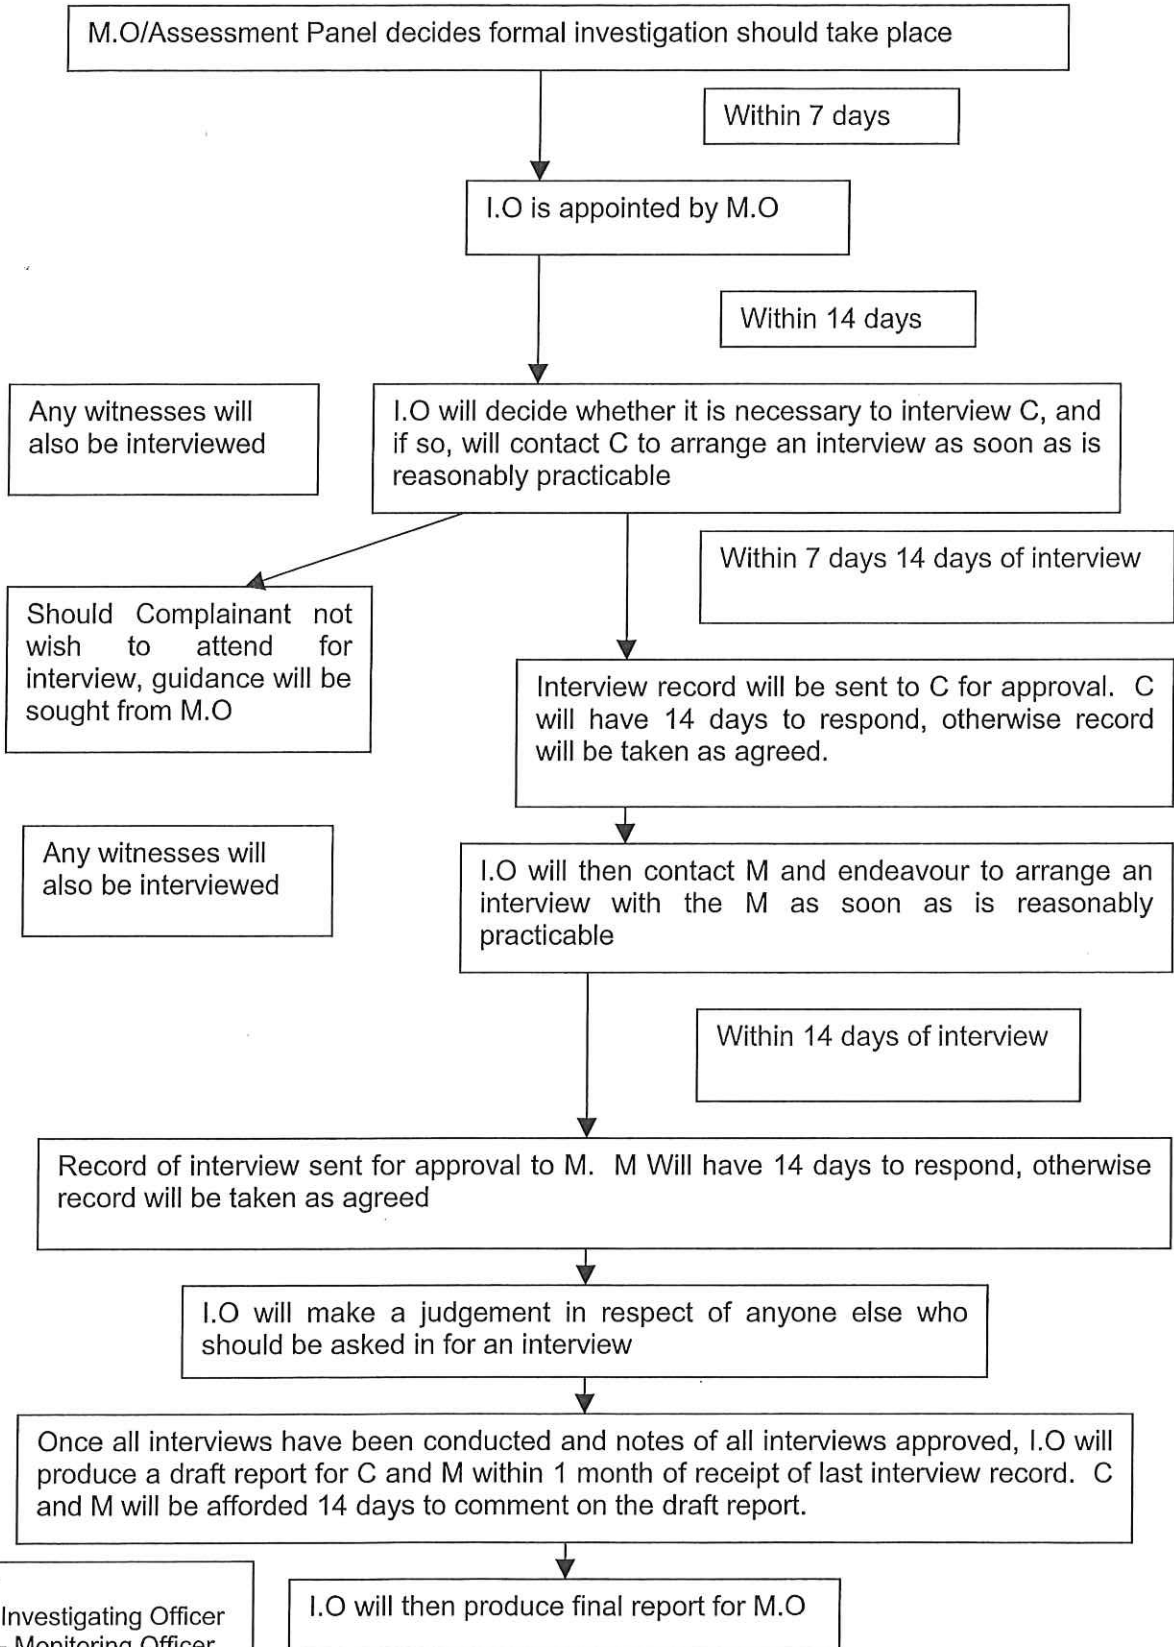 M.O/Assessment Panel decides formal investigation should take place
Within 7 days
I.O is appointed by M.O
Within 14 days
Any witnesses will
also be interviewed
I.O will decide whether it is necessary to interview C, and
if so, will contact C to arrange an interview as soon as is
reasonably practicable
Within 7 days 14 days of interview
Should Complainant not
wish to attend for
interview, guidance will be
sought from M.O
Interview record will be sent to C for approval. C
will have 14 days to respond, otherwise record
will be taken as agreed.
Any witnesses will
also be interviewed
I.O will then contact M and endeavour to arrange an
interview with the M as soon as is reasonably
practicable
Within 14 days of interview
Record of interview sent for approval to M. M Will have 14 days to respond, otherwise
record will be taken as agreed
I.O will make a judgement in respect of anyone else who
should be asked in for an interview
Once all interviews have been conducted and notes of all interviews approved, I.O will
produce a draft report for C and M within 1 month of receipt of last interview record. C
and M will be afforded 14 days to comment on the draft report.
Investigating Officer
Monitoring Officer
I.O will then produce final report for M.O